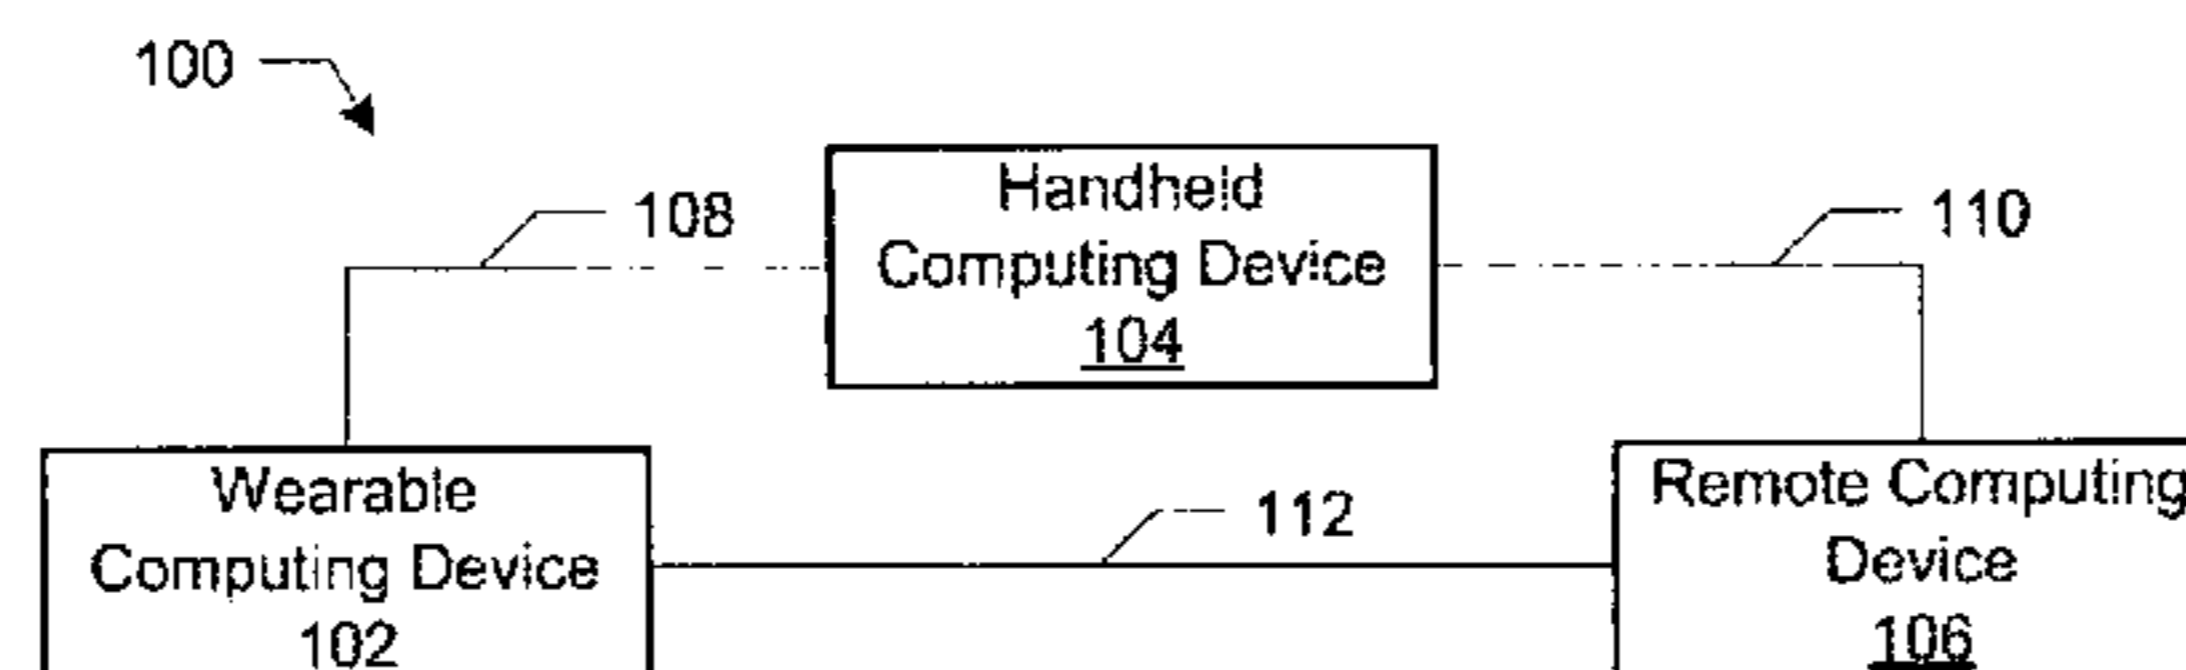 100
Handheld
Computing Device
104
108
110
Wearable
Computing Device
102
112
Remote Computing
Device
106